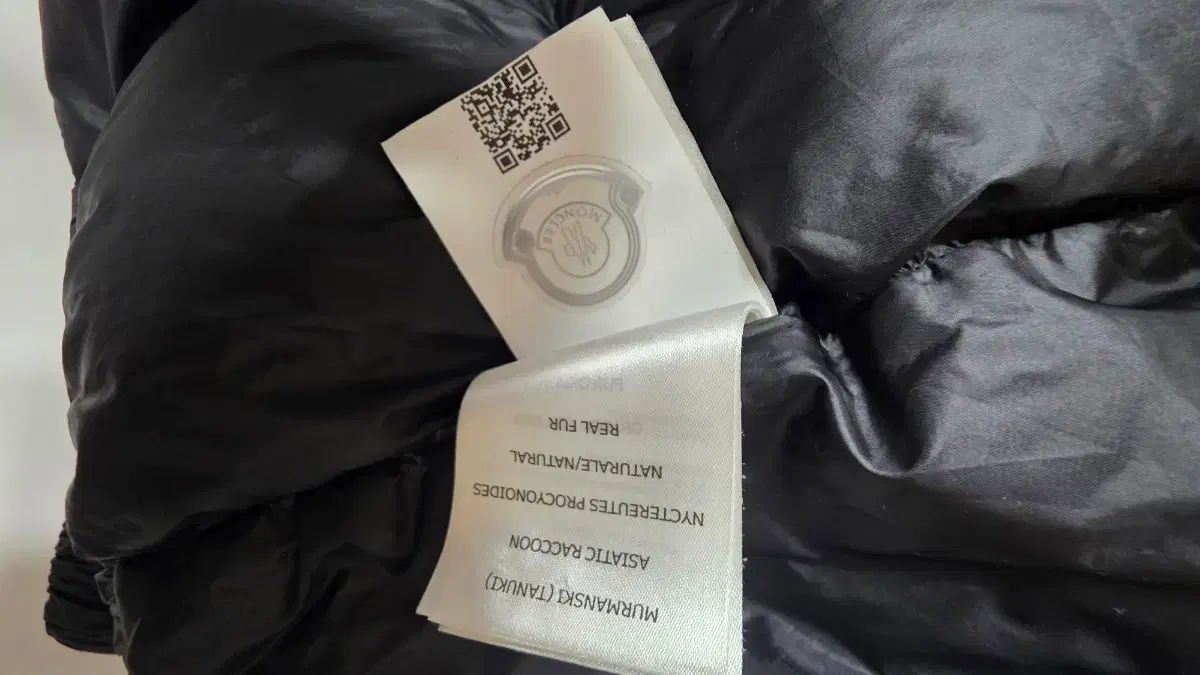 MONCLER
MURMANSKI (TANUKI)
ASIATIC RACCOON
NYCTEREUTES PROCYONOIDES
NATURALE/NATURAL
REAL FUR